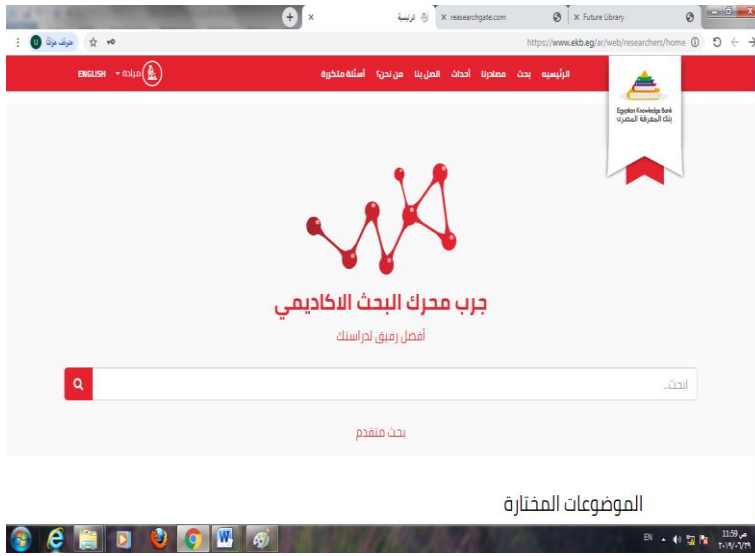 الرئيسية
reasearchgate.com
Future Library
https://www.ekb.eg/ar/web/researchers/home
ENGLISH
الرئيسيه بحث مصادرنا أحداث اتصل بنا من نحن؟ أسئلة متكررة
Egyptian Knowledge Bank
بنك المعرفة المصري
جرب محرك البحث الاكاديمي
أفضل رفيق لدراستك
ابحث..
بحث متقدم
الموضوعات المختارة
EN
11:59 ص